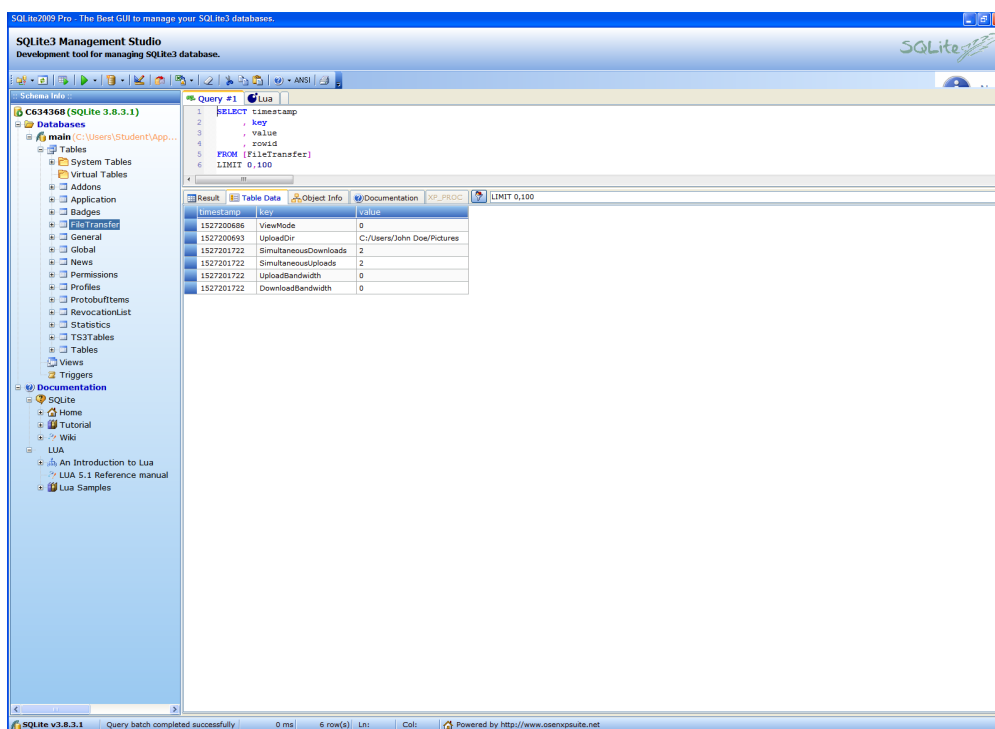 SQLite2009 Pro - The Best GUI to manage your SQLite3 databases.
SQLite3 Management Studio
Development tool for managing SQLite3 database.
SQLite
ANSI
:: Schema Info ::
C634368 (SQLite 3.8.3.1)
Databases
main (C:\Users\Student\App...
Tables
System Tables
Virtual Tables
Addons
Application
Badges
FileTransfer
General
Global
News
Permissions
Profiles
ProtobufItems
RevocationList
Statistics
TS3Tables
Tables
Views
Triggers
Documentation
SQLite
Home
Tutorial
Wiki
LUA
An Introduction to Lua
LUA 5.1 Reference manual
Lua Samples
Query #1 Lua
1 SELECT timestamp
2 , key
3 , value
4 , rowid
5 FROM [FileTransfer]
6 LIMIT 0,100
Result Table Data Object Info Documentation XP_PROC LIMIT 0,100
timestamp key value
1527200686 ViewMode 0
1527200693 UploadDir C:/Users/John Doe/Pictures
1527201722 SimultaneousDownloads 2
1527201722 SimultaneousUploads 2
1527201722 UploadBandwidth 0
1527201722 DownloadBandwidth 0
SQLite v3.8.3.1 Query batch completed successfully 0 ms 6 row(s) Ln: Col: Powered by http://www.osenxpsuite.net